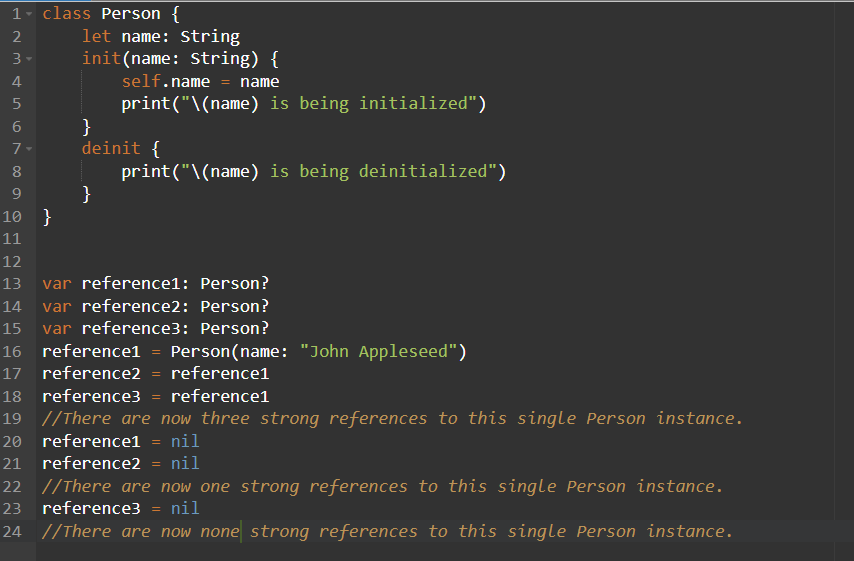 1 class Person {
2     let name: String
3     init(name: String) {
4         self.name = name
5         print("\(name) is being initialized")
6     }
7     deinit {
8         print("\(name) is being deinitialized")
9     }
10 }
11
12
13 var reference1: Person?
14 var reference2: Person?
15 var reference3: Person?
16 reference1 = Person(name: "John Appleseed")
17 reference2 = reference1
18 reference3 = reference1
19 //There are now three strong references to this single Person instance.
20 reference1 = nil
21 reference2 = nil
22 //There are now one strong references to this single Person instance.
23 reference3 = nil
24 //There are now none strong references to this single Person instance.